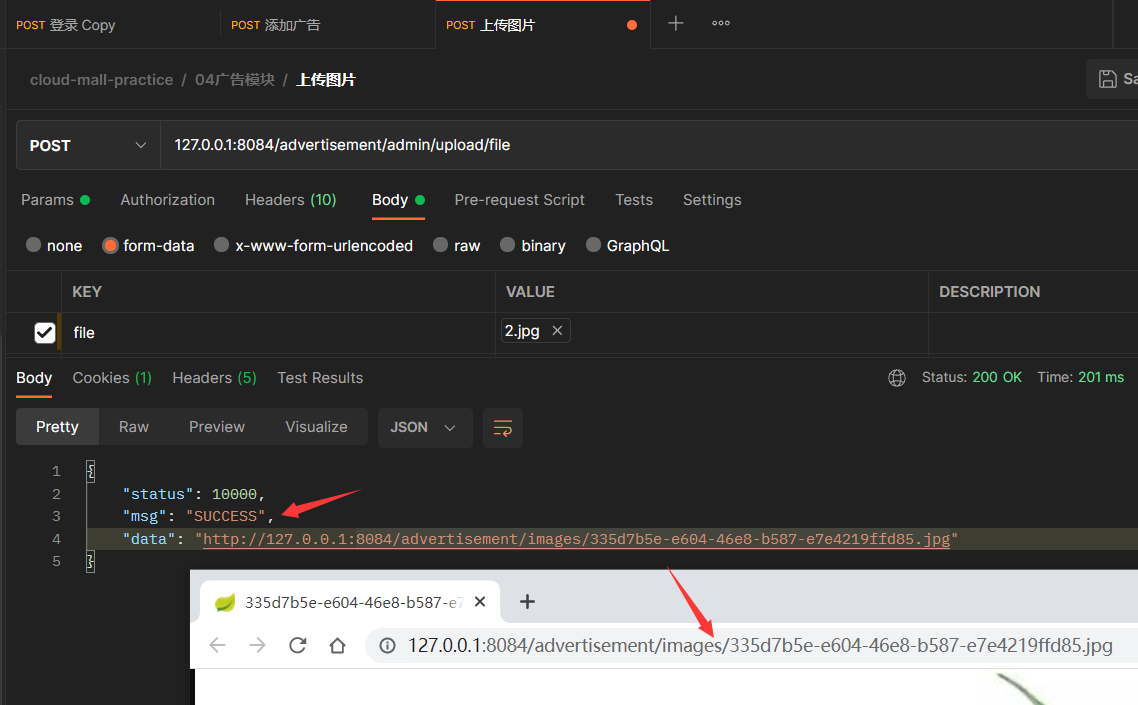 POST 登录 Copy POST 添加广告 POST 上传图片
cloud-mall-practice / 04广告模块 / 上传图片 Sa
POST 127.0.0.1:8084/advertisement/admin/upload/file
Params Authorization Headers (10) Body Pre-request Script Tests Settings
none form-data x-www-form-urlencoded raw binary GraphQL
KEY VALUE DESCRIPTION
file 2.jpg
Body Cookies (1) Headers (5) Test Results Status: 200 OK Time: 201 ms
Pretty Raw Preview Visualize JSON
1 {
2 "status": 10000,
3 "msg": "SUCCESS",
4 "data": "http://127.0.0.1:8084/advertisement/images/335d7b5e-e604-46e8-b587-e7e4219ffd85.jpg"
5 }
335d7b5e-e604-46e8-b587-e7
127.0.0.1:8084/advertisement/images/335d7b5e-e604-46e8-b587-e7e4219ffd85.jpg